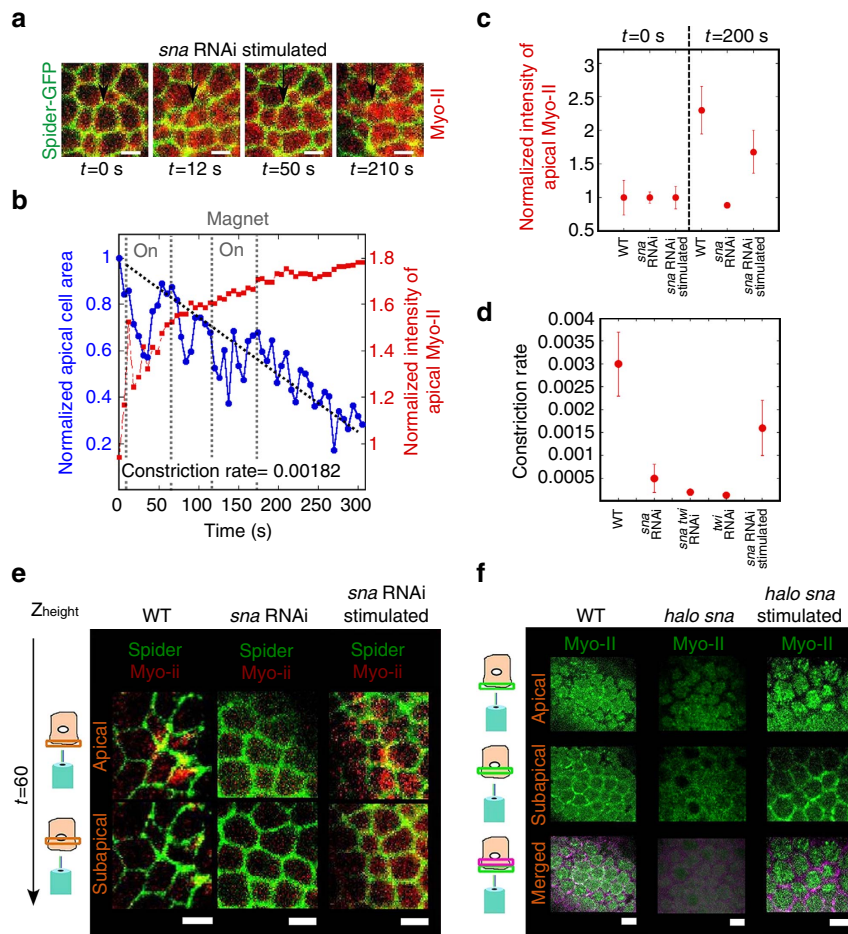 a
sna RNAi stimulated
Spider-GFP
Myo-II
t=0 s
t=12 s
t=50 s
t=210 s
b
Magnet
On
On
Normalized apical cell area
1
0.8
0.6
0.4
0.2
1.8
1.6
1.4
1.2
1
Normalized intensity of
apical Myo-II
Constriction rate= 0.00182
0 50 100 150 200 250 300
Time (s)
c
t=0 s
t=200 s
Normalized intensity of
apical Myo-II
3
2.5
2
1.5
1
0.5
WT
sna
RNAi
sna RNAi
stimulated
WT
sna
RNAi
sna RNAi
stimulated
d
Constriction rate
0.004
0.0035
0.003
0.0025
0.002
0.0015
0.001
0.0005
WT
sna
RNAi
sna twi
RNAi
twi
RNAi
sna RNAi
stimulated
e
Zheight
t=60
WT
sna RNAi
sna RNAi
stimulated
Spider
Myo-ii
Spider
Myo-ii
Spider
Myo-ii
Apical
Subapical
f
WT
halo sna
halo sna
stimulated
Myo-II
Myo-II
Myo-II
Apical
Subapical
Merged